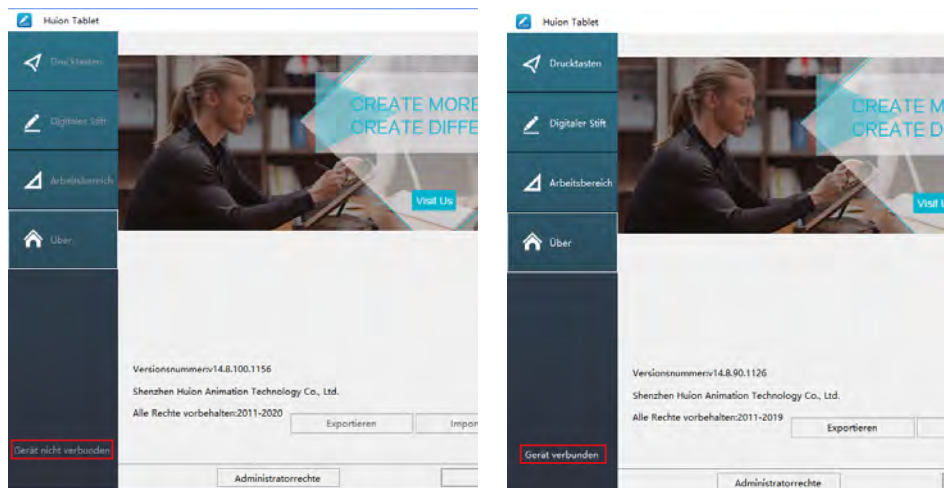 Huion Tablet
Drucktasten
Digitaler Stift
Arbeitsbereich
Über
CREATE MORE
CREATE DIFFE
Visit Us
Versionsnummer:v14.8.100.1156
Shenzhen Huion Animation Technology Co., Ltd.
Alle Rechte vorbehalten:2011-2020
Exportieren
Impor
Gerät nicht verbunden
Administratorrechte
Huion Tablet
Drucktasten
Digitaler Stift
Arbeitsbereich
Über
CREATE M
CREATE D
Visit U
Versionsnummer:v14.8.90.1126
Shenzhen Huion Animation Technology Co., Ltd.
Alle Rechte vorbehalten:2011-2019
Exportieren
Gerät verbunden
Administratorrechte